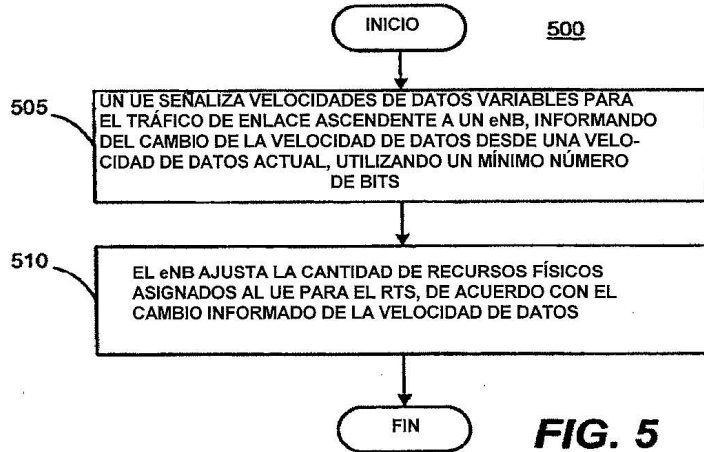 INICIO
500
505
UN UE SEÑALIZA VELOCIDADES DE DATOS VARIABLES PARA
EL TRÁFICO DE ENLACE ASCENDENTE A UN eNB, INFORMANDO
DEL CAMBIO DE LA VELOCIDAD DE DATOS DESDE UNA VELO-
CIDAD DE DATOS ACTUAL, UTILIZANDO UN MÍNIMO NÚMERO
DE BITS
510
EL eNB AJUSTA LA CANTIDAD DE RECURSOS FÍSICOS
ASIGNADOS AL UE PARA EL RTS, DE ACUERDO CON EL
CAMBIO INFORMADO DE LA VELOCIDAD DE DATOS
FIN
FIG. 5